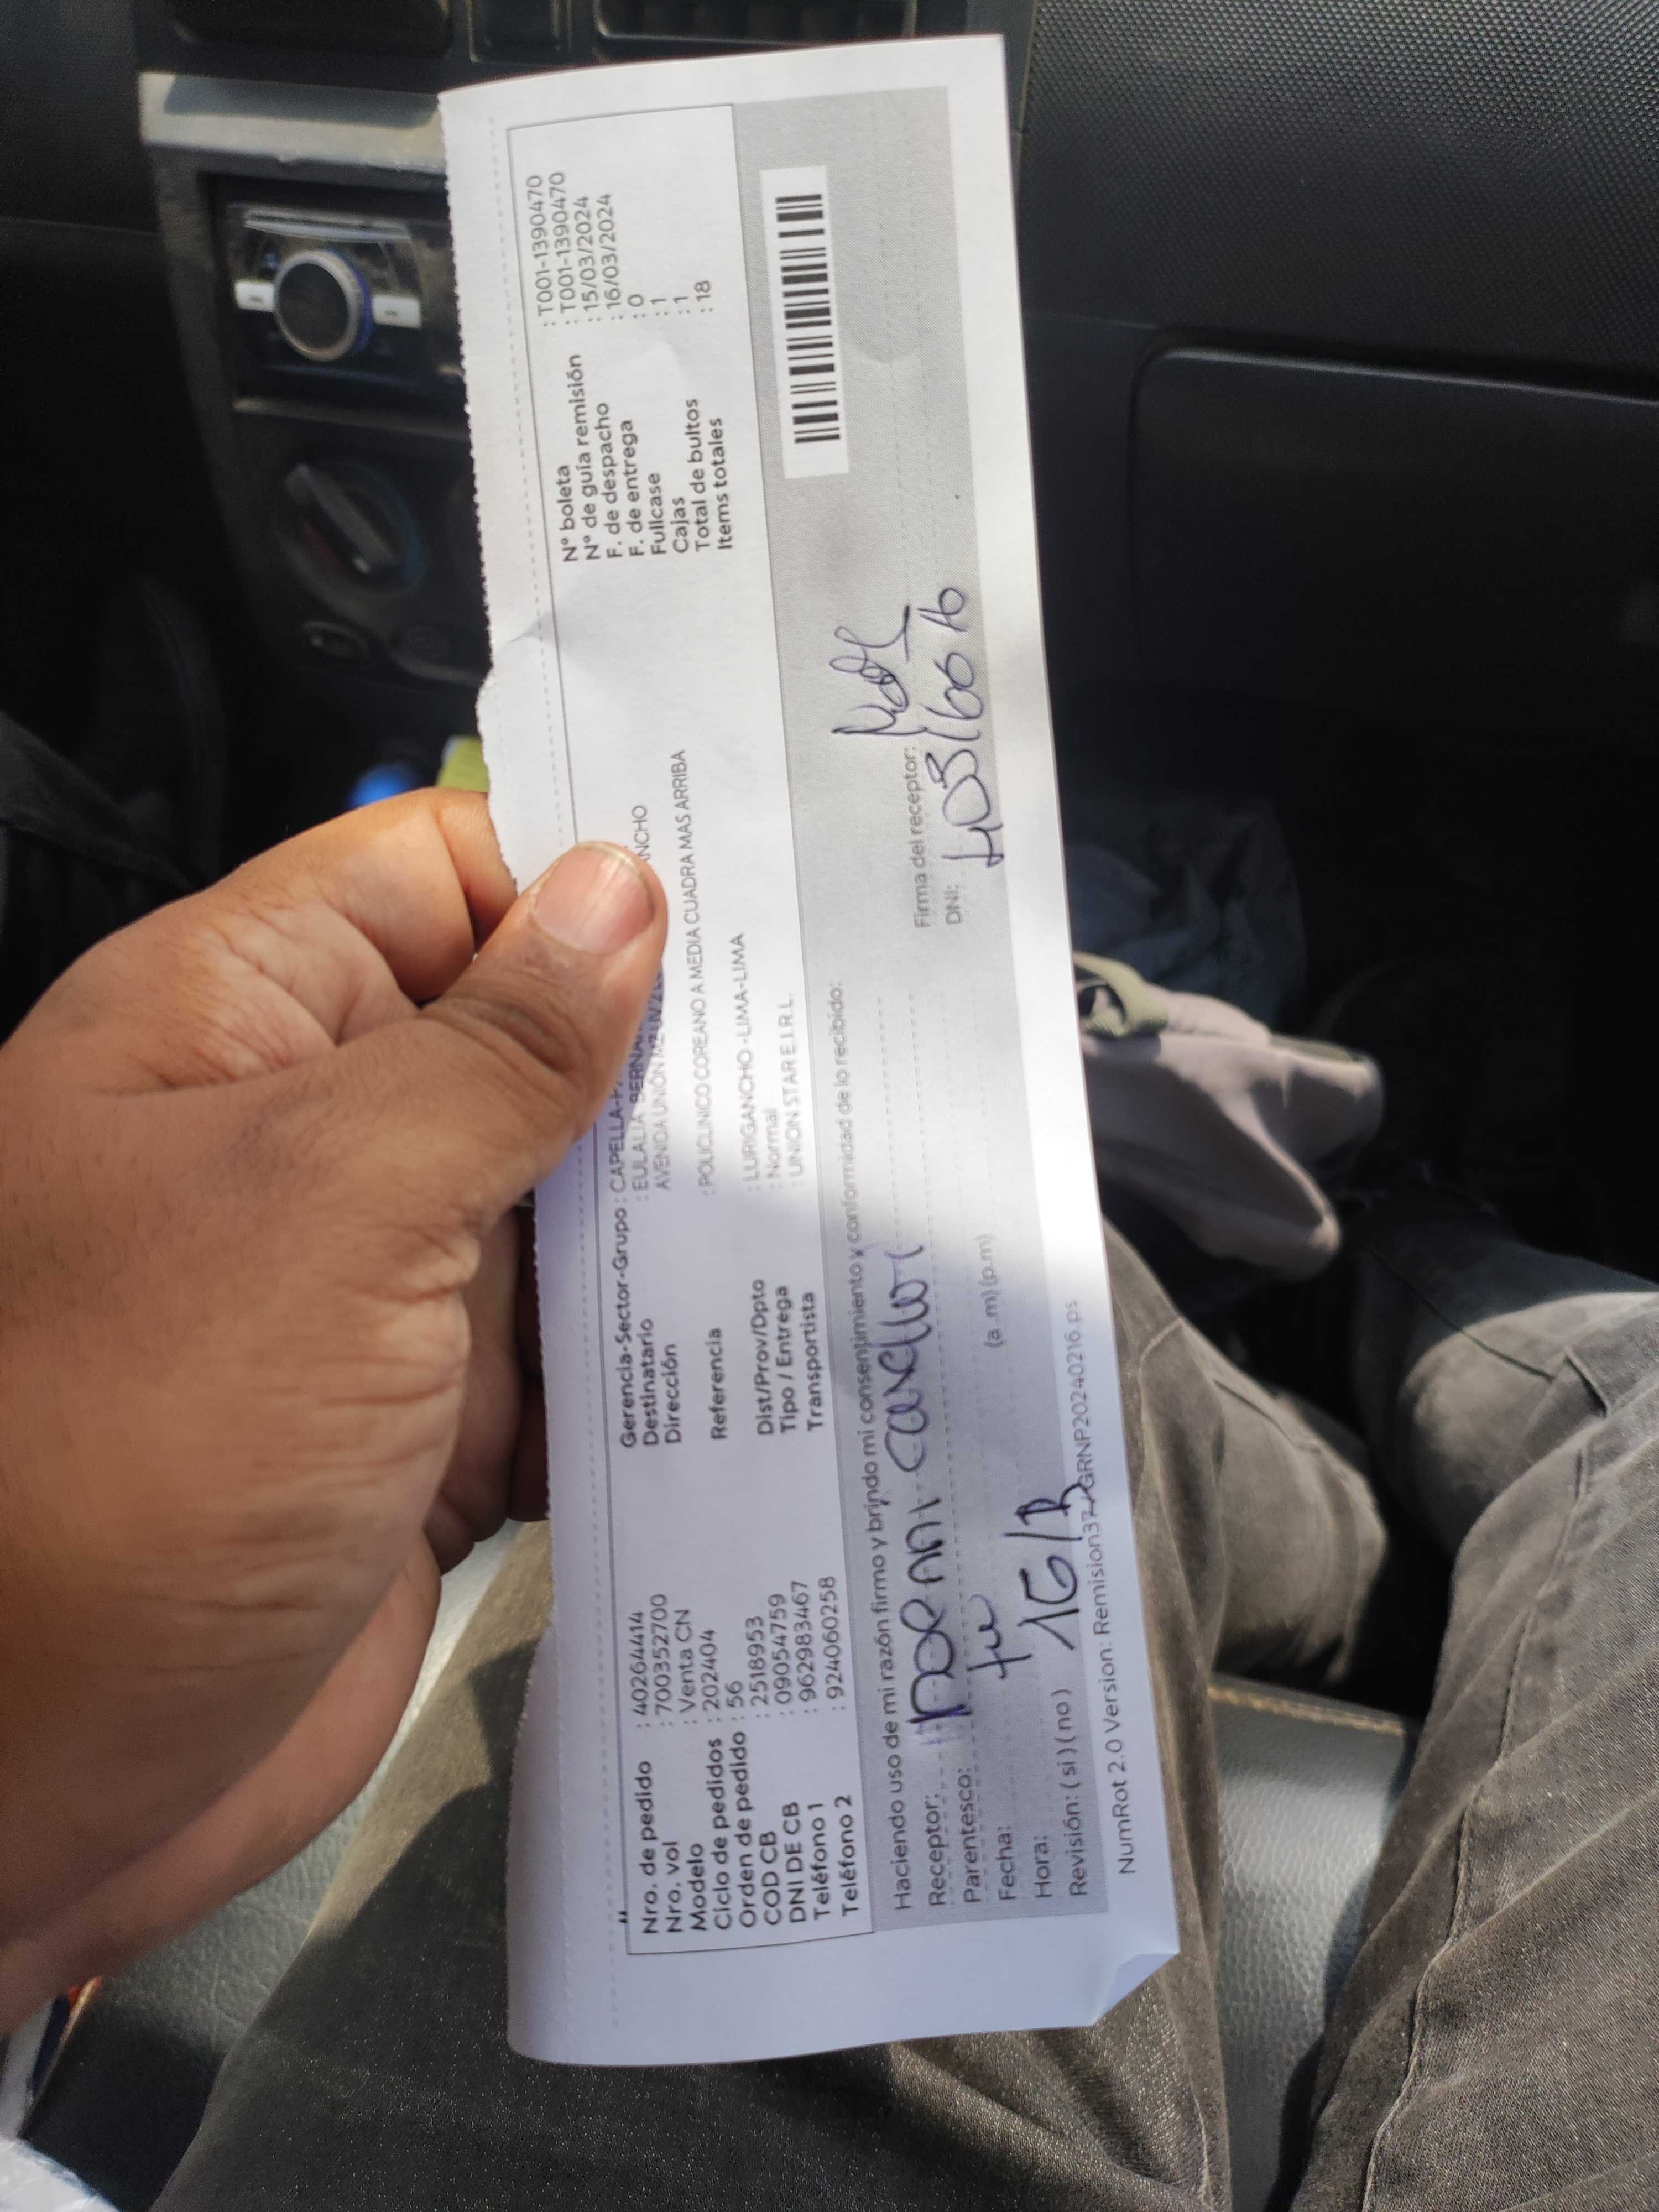 Nro. de pedido : 40264414
Nro. vol : 700352700
Modelo : Venta CN
Ciclo de pedidos : 202404
Orden de pedido : 56
COD CB : 2518953
DNI DE CB : 09054759
Teléfono 1 : 962983467
Teléfono 2 : 924060258
Gerencia-Sector-Grupo : CAPELLA-
Destinatario : EULALIA BERNA
Dirección AVENIDA UNIÓN MZ NCHO
Referencia : POLICLINICO COREANO A MEDIA CUADRA MAS ARRIBA
Dist/Prov/Dpto : LURIGANCHO-LIMA-LIMA
Tipo / Entrega : Normal
Transportista : UNION STAR E.I.R.L.
N° boleta : T001-1390470
N° de guía remisión : T001-1390470
F. de despacho : 15/03/2024
F. de entrega : 16/03/2024
Fullcase : 0
Cajas : 1
Total de bultos : 1
Items totales : 18
Haciendo uso de mi razón firmo y brindo mi consentimiento y conformidad de lo recibido:
Receptor:
Parentesco:
Fecha:
Hora: (a .m) (p.m)
Revisión: ( si ) ( no )
Firma del receptor:
DNI:
NumRot 2.0 Version: Remision37 GRNP20240216.ps